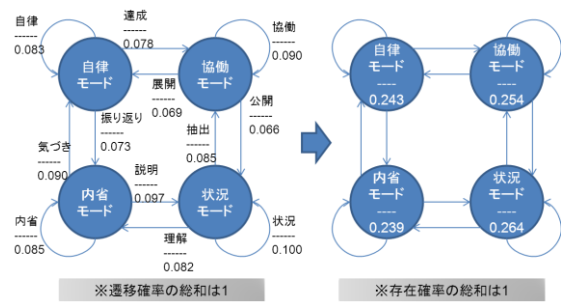 自律
------
0.083
達成
------
0.078
協働
------
0.090
自律
モード
協働
モード
展開
------
0.069
公開
------
0.066
振り返り
------
0.073
抽出
------
0.085
気づき
------
0.090
説明
------
0.097
内省
モード
状況
モード
内省
------
0.085
理解
------
0.082
状況
------
0.100
※遷移確率の総和は1
自律
モード
----
0.243
協働
モード
----
0.254
内省
モード
----
0.239
状況
モード
----
0.264
※存在確率の総和は1